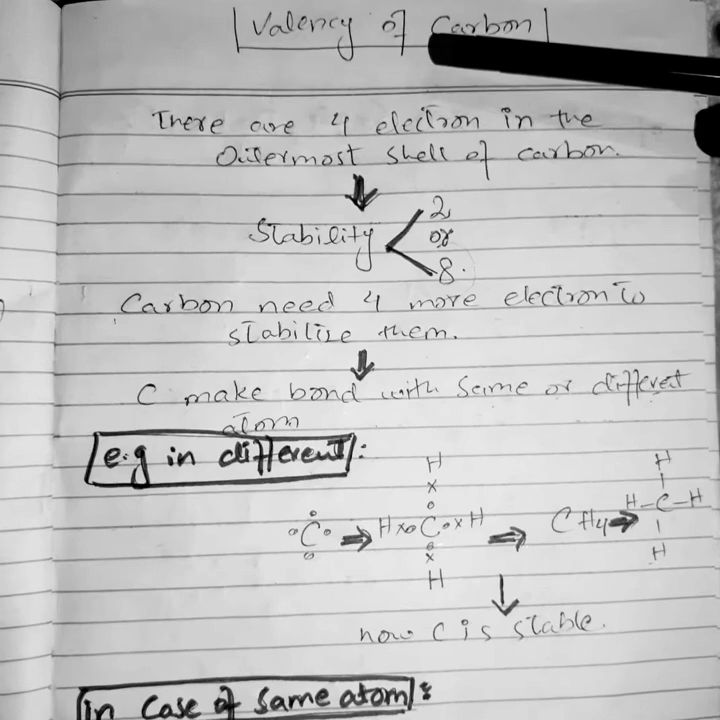 Valency of Carbon
There are 4 electron in the
Outermost shell of carbon.
Stability
2
or
8.
Carbon need 4 more electron to
stabilize them.
C make bond with same or different
atom
e.g in different:
C → HxoCoxH ⇒ CH4 ⇒ H-C-H
H
x
o
o
x
H
H
H
now C is stable.
in case of same atom: